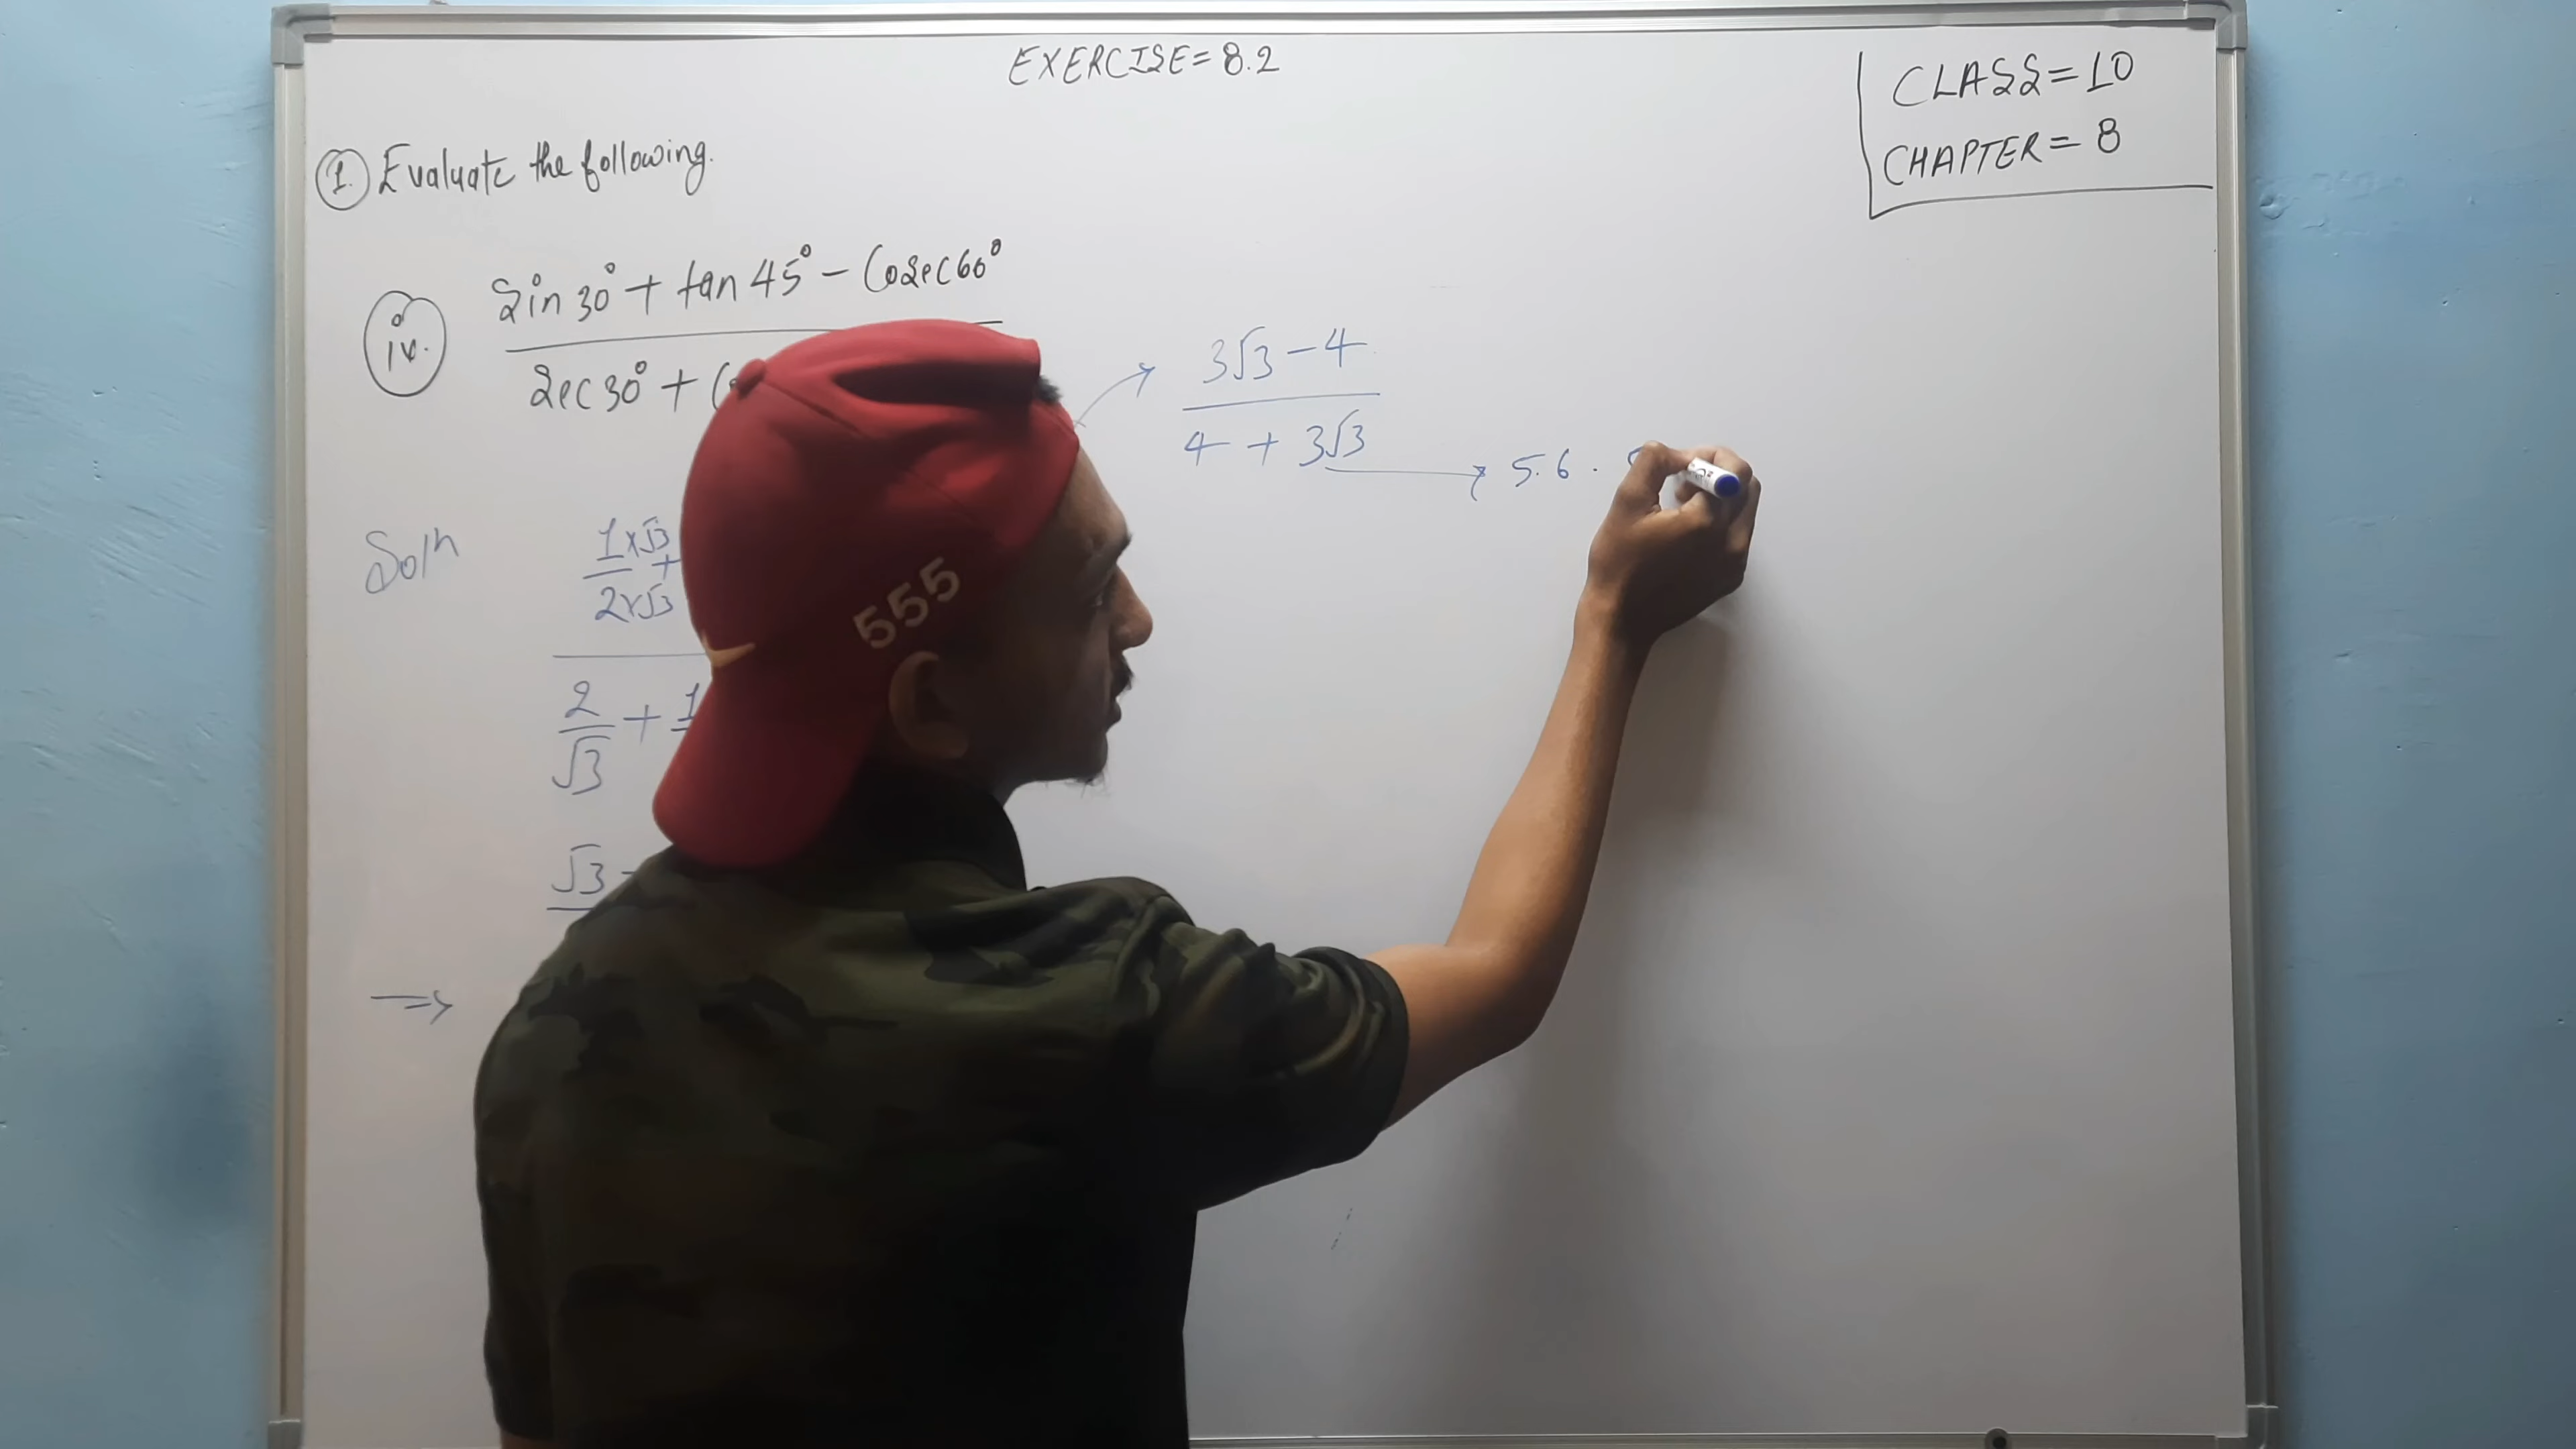 EXERCISE = 8.2
CLASS = 10
CHAPTER = 8
1. Evaluate the following.
iv. sin 30° + tan 45° - Cosec 60°
sec 30° + (
3√3 - 4
4 + 3√3 → 5.6.
Soln 1×√3 +
2×√3
2/√3 + 1
√3 -
⇒
555